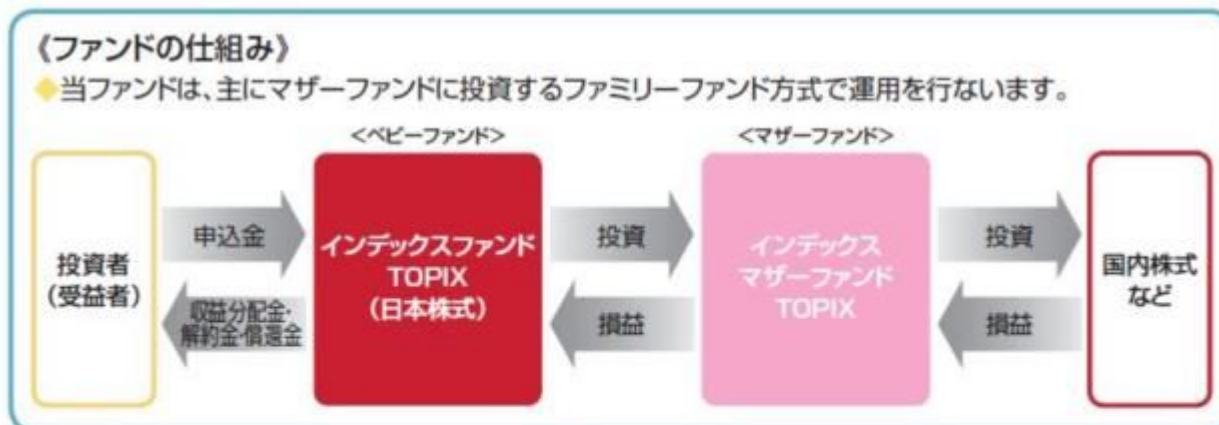 《ファンドの仕組み》
◆当ファンドは、主にマザーファンドに投資するファミリーファンド方式で運用を行ないます。
<ベビーファンド>
<マザーファンド>
投資者
(受益者)
申込金
収益分配金・
解約金・償還金
インデックスファンド
TOPIX
(日本株式)
投資
損益
インデックス
マザーファンド
TOPIX
投資
損益
国内株式
など